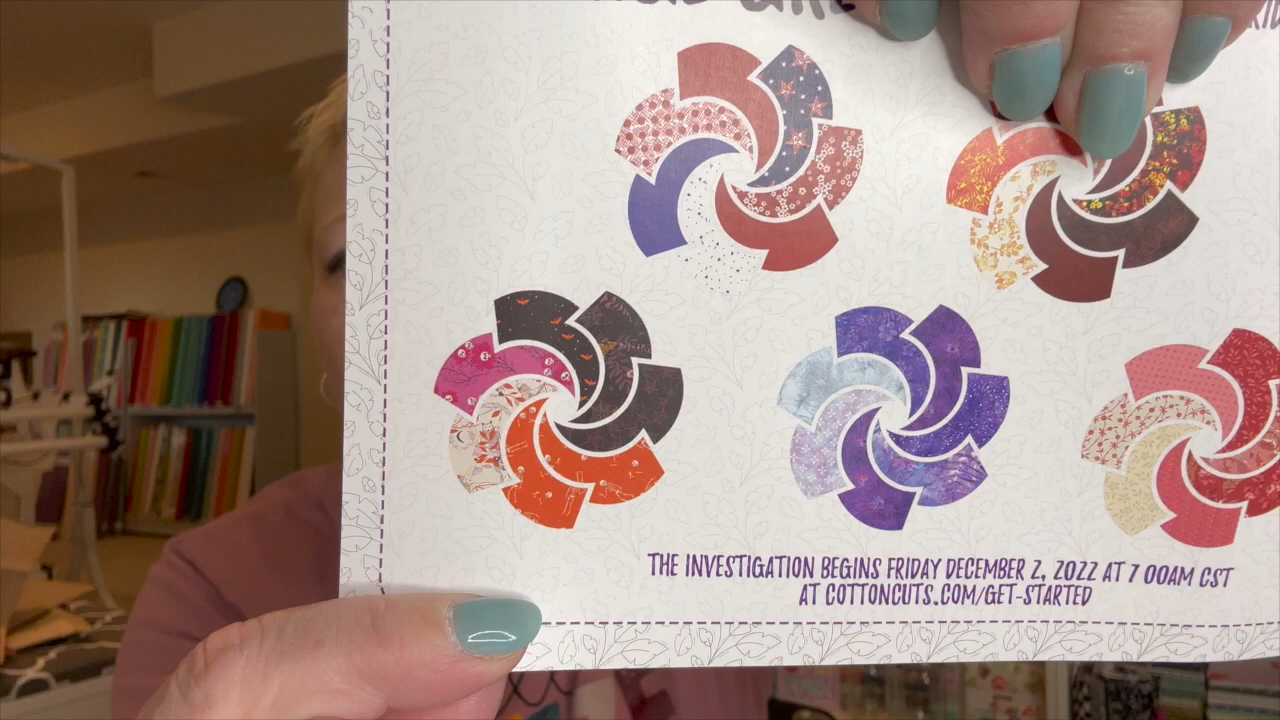 THE INVESTIGATION BEGINS FRIDAY DECEMBER 2, 2022 AT 7 00AM CST
AT COTTONCUTS.COM/GET-STARTED